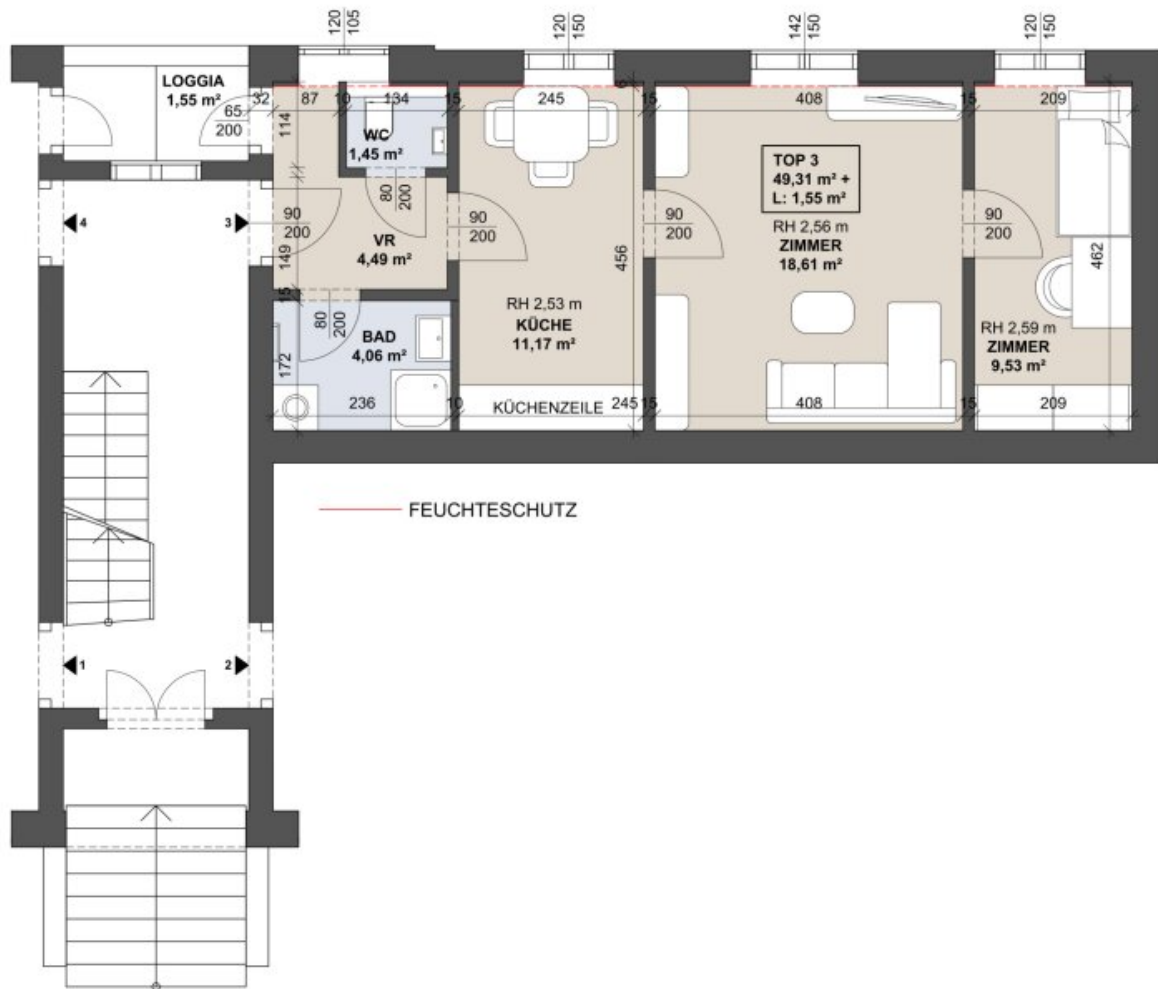 120
105
120
150
142
150
120
150
LOGGIA
1,55 m²
32
87
10
134
15
245
6
15
408
15
209
65
200
114
WC
1,45 m²
80
200
TOP 3
49,31 m² +
L: 1,55 m²
4
3
90
200
VR
4,49 m²
90
200
90
200
RH 2,56 m
ZIMMER
18,61 m²
90
200
149
456
462
15
80
200
BAD
4,06 m²
172
RH 2,53 m
KÜCHE
11,17 m²
RH 2,59 m
ZIMMER
9,53 m²
236
10
KÜCHENZEILE
245
15
408
15
209
FEUCHTESCHUTZ
1
2